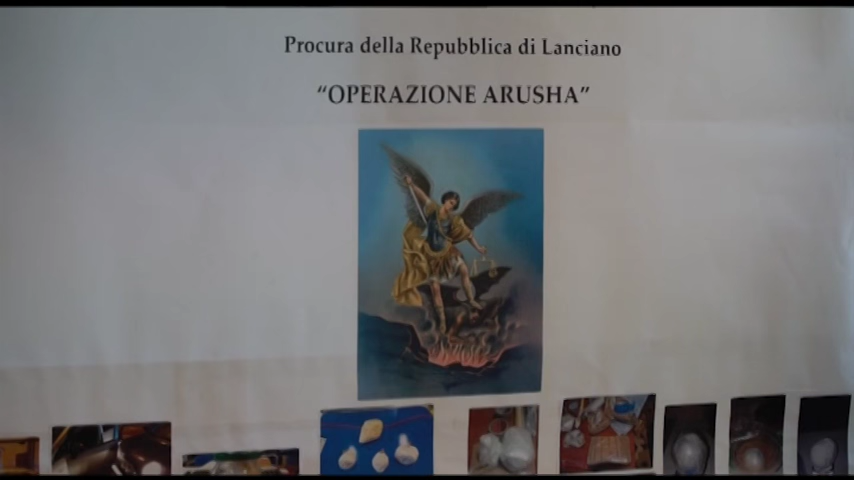 Procura della Repubblica di Lanciano
“OPERAZIONE ARUSHA”